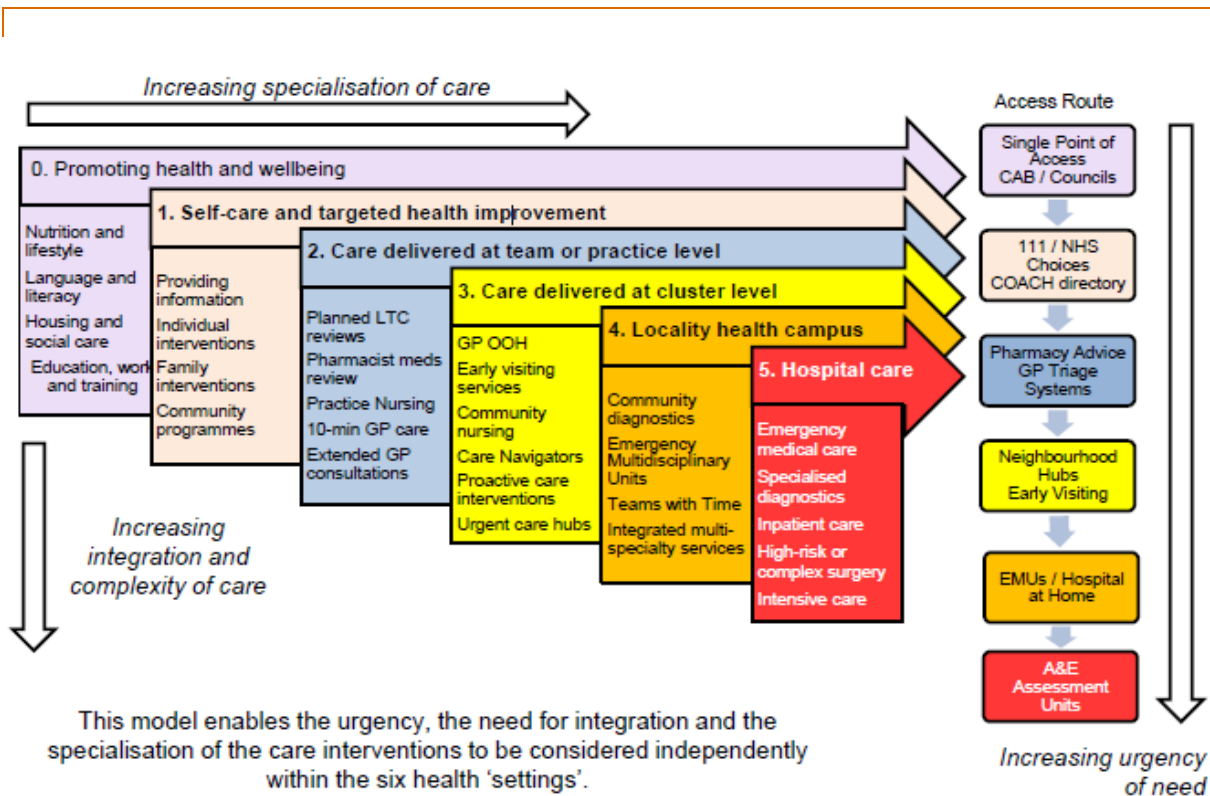 Increasing specialisation of care
Access Route
0. Promoting health and wellbeing
Nutrition and
lifestyle
Language and
literacy
Housing and
social care
Education, work
and training
1. Self-care and targeted health improvement
Providing
information
Individual
interventions
Family
interventions
Community
programmes
2. Care delivered at team or practice level
Planned LTC
reviews
Pharmacist meds
review
Practice Nursing
10-min GP care
Extended GP
consultations
3. Care delivered at cluster level
GP OOH
Early visiting
services
Community
nursing
Care Navigators
Proactive care
interventions
Urgent care hubs
4. Locality health campus
Community
diagnostics
Emergency
Multidisciplinary
Units
Teams with Time
Integrated multi-
specialty services
5. Hospital care
Emergency
medical care
Specialised
diagnostics
Inpatient care
High-risk or
complex surgery
Intensive care
Single Point of
Access
CAB / Councils
111 / NHS
Choices
COACH directory
Pharmacy Advice
GP Triage
Systems
Neighbourhood
Hubs
Early Visiting
EMUs / Hospital
at Home
A&E
Assessment
Units
Increasing
integration and
complexity of care
Increasing urgency
of need
This model enables the urgency, the need for integration and the
specialisation of the care interventions to be considered independently
within the six health ‘settings’.